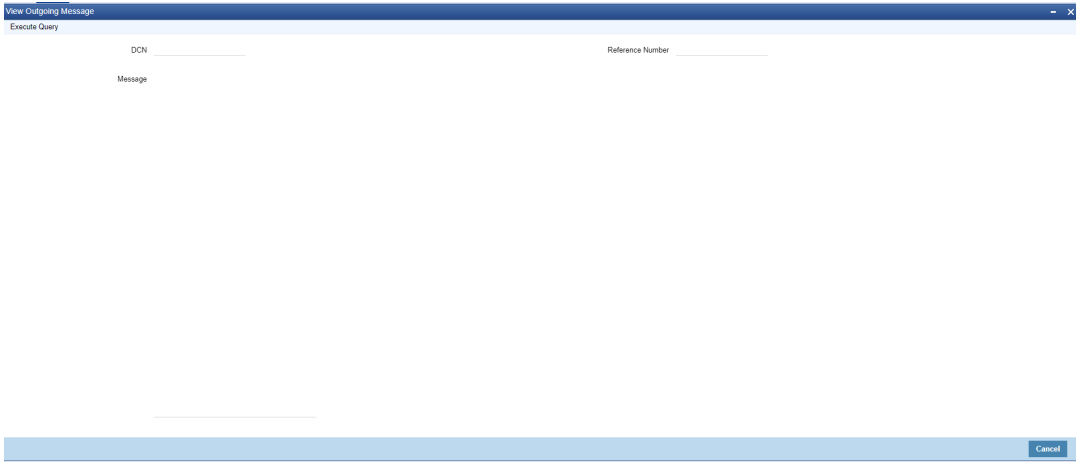 View Outgoing Message
Execute Query
DCN
Reference Number
Message
Cancel